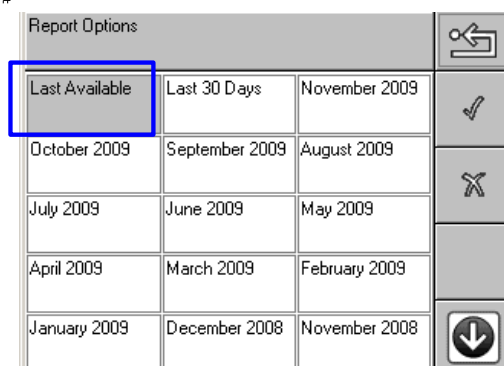 #
Report Options
Last Available Last 30 Days November 2009
October 2009 September 2009 August 2009
July 2009 June 2009 May 2009
April 2009 March 2009 February 2009
January 2009 December 2008 November 2008